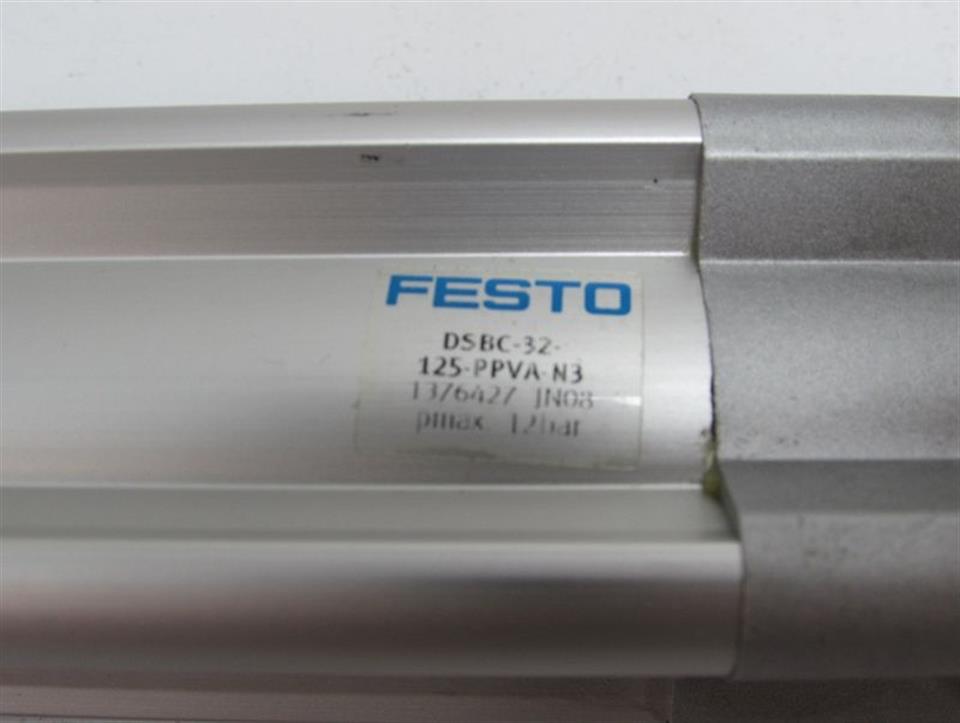 FESTO
DSBC-32-
125-PPVA-N3
1376427 JN08
pmax 12bar